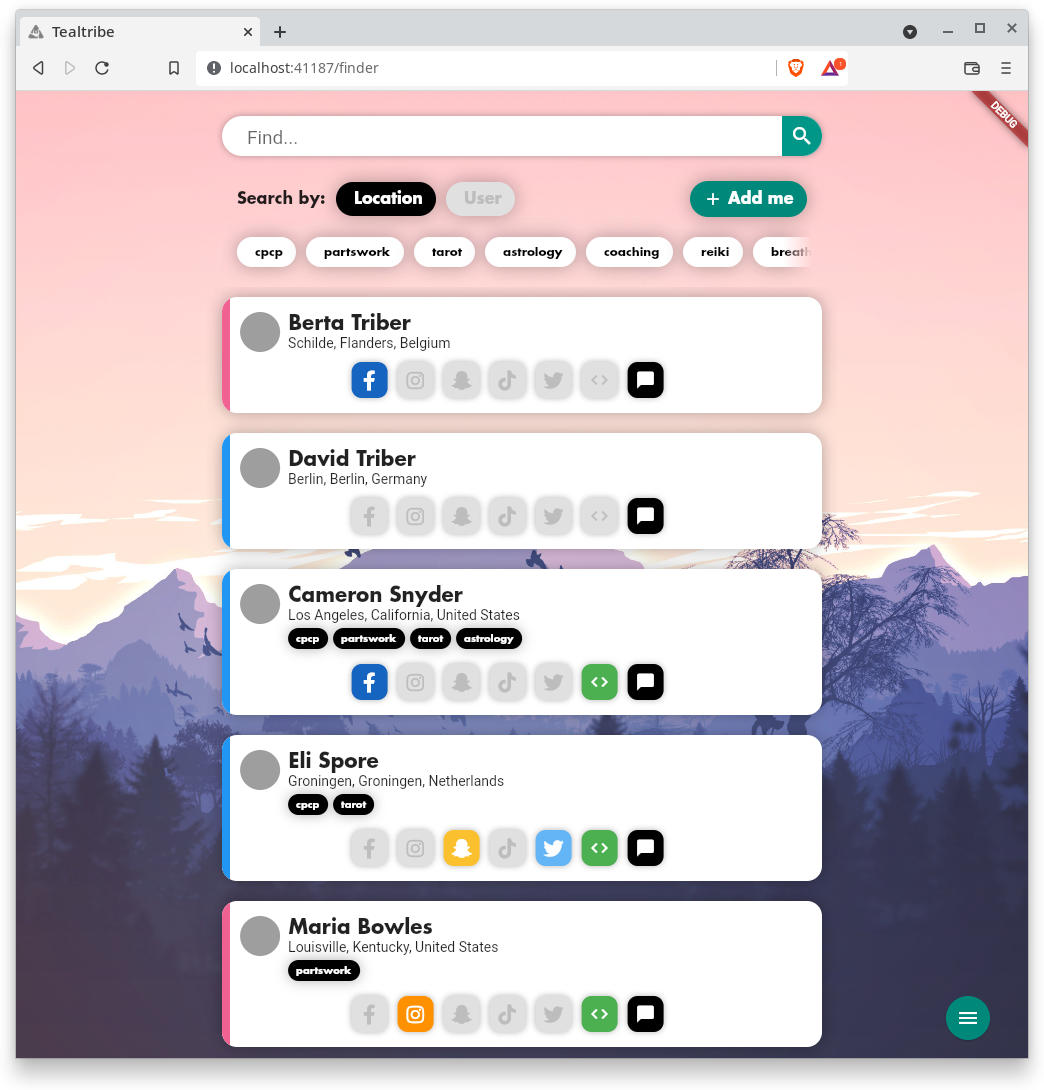 Tealtribe
localhost:41187/finder
DEBUG
Find...
Search by: Location User + Add me
cpcp partswork tarot astrology coaching reiki breath
Berta Triber
Schilde, Flanders, Belgium
David Triber
Berlin, Berlin, Germany
Cameron Snyder
Los Angeles, California, United States
cpcp partswork tarot astrology
Eli Spore
Groningen, Groningen, Netherlands
cpcp tarot
Maria Bowles
Louisville, Kentucky, United States
partswork